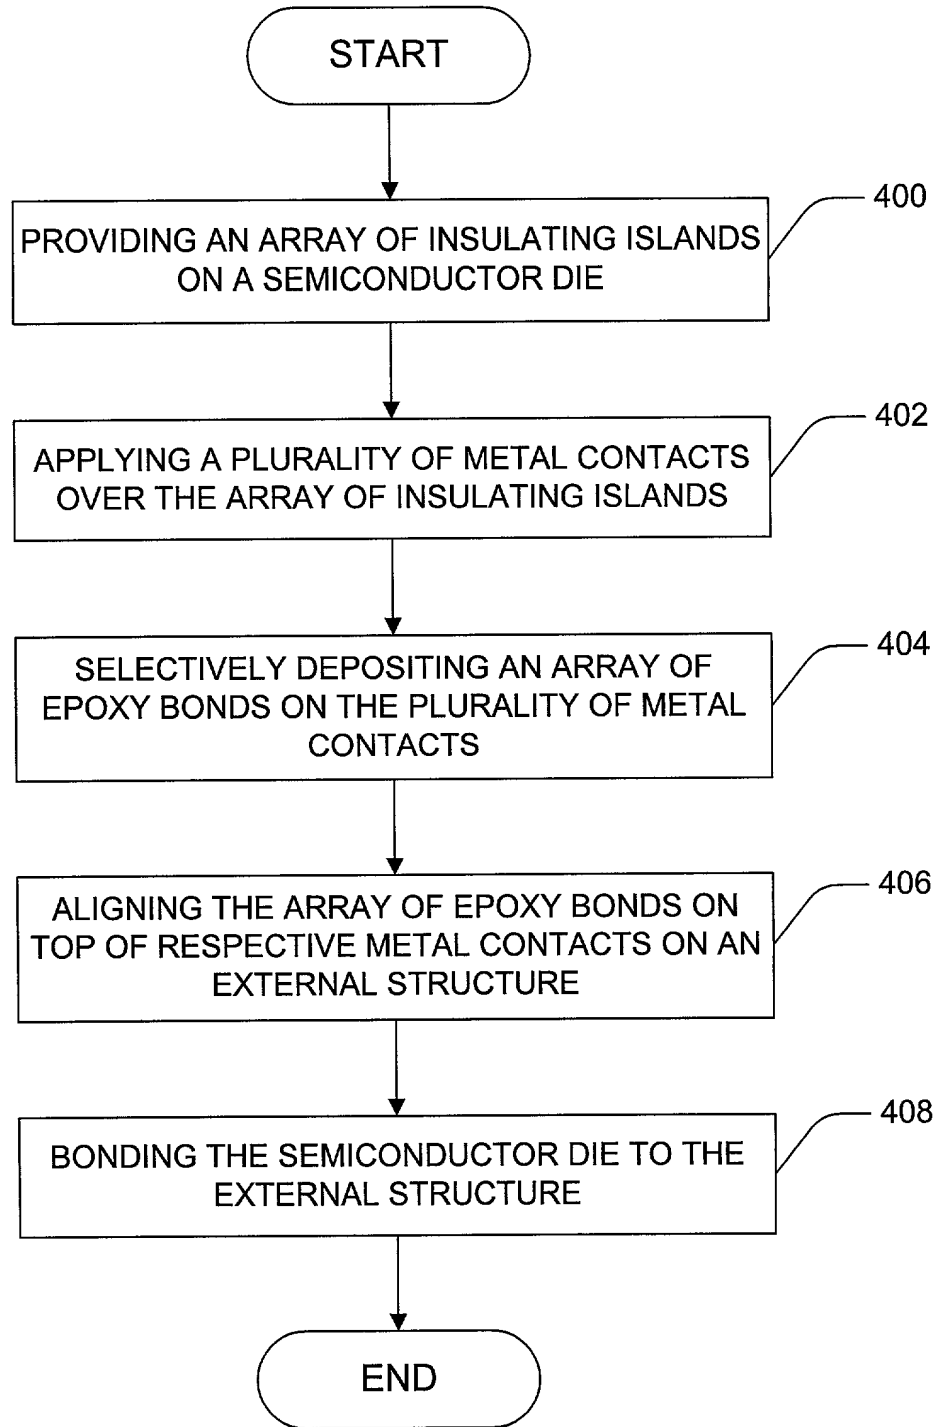 START
400
PROVIDING AN ARRAY OF INSULATING ISLANDS
ON A SEMICONDUCTOR DIE
402
APPLYING A PLURALITY OF METAL CONTACTS
OVER THE ARRAY OF INSULATING ISLANDS
404
SELECTIVELY DEPOSITING AN ARRAY OF
EPOXY BONDS ON THE PLURALITY OF METAL
CONTACTS
406
ALIGNING THE ARRAY OF EPOXY BONDS ON
TOP OF RESPECTIVE METAL CONTACTS ON AN
EXTERNAL STRUCTURE
408
BONDING THE SEMICONDUCTOR DIE TO THE
EXTERNAL STRUCTURE
END